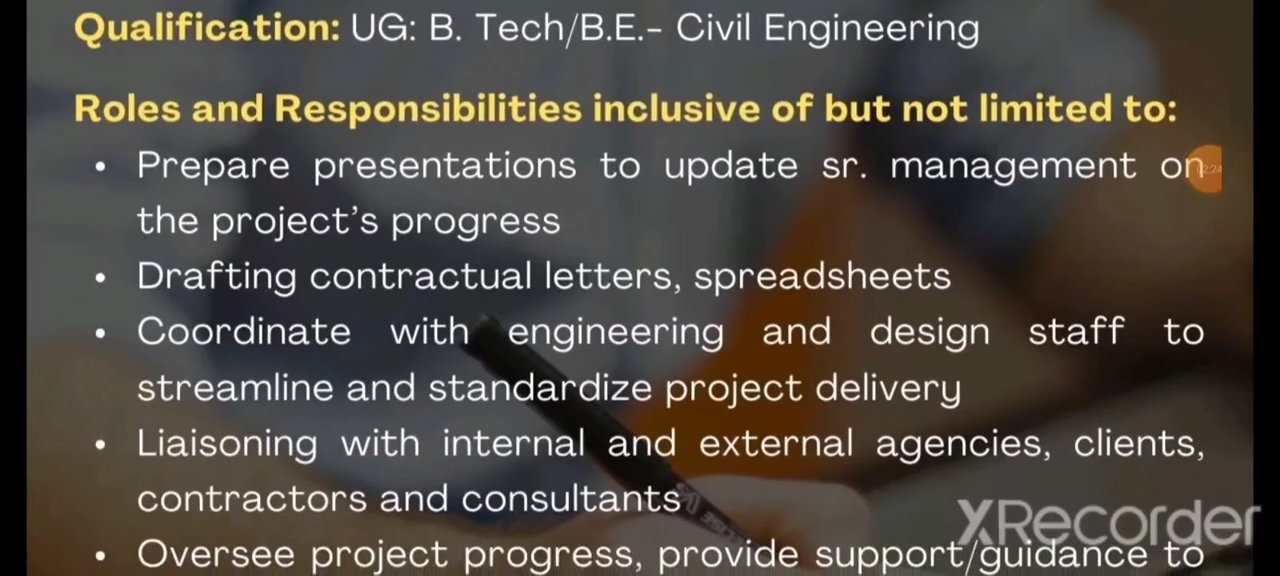 Qualification: UG: B. Tech/B.E.- Civil Engineering
Roles and Responsibilities inclusive of but not limited to:
• Prepare presentations to update sr. management on
02:24
the project's progress
• Drafting contractual letters, spreadsheets
• Coordinate with engineering and design staff to
streamline and standardize project delivery
• Liaisoning with internal and external agencies, clients,
contractors and consultants
• Oversee project progress, provide support/guidance to
XRecorder